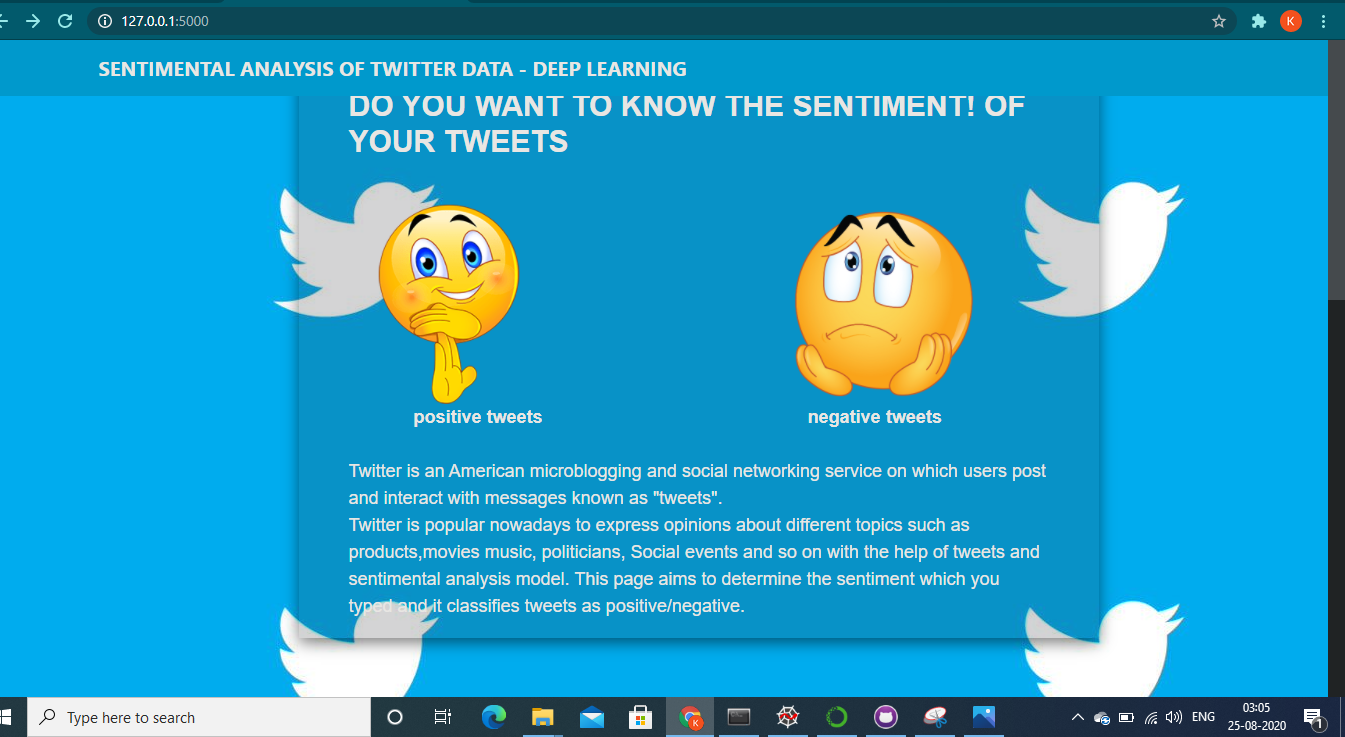 127.0.0.1:5000
K
SENTIMENTAL ANALYSIS OF TWITTER DATA - DEEP LEARNING
DO YOU WANT TO KNOW THE SENTIMENT! OF
YOUR TWEETS
positive tweets
negative tweets
Twitter is an American microblogging and social networking service on which users post
and interact with messages known as "tweets".
Twitter is popular nowadays to express opinions about different topics such as
products,movies music, politicians, Social events and so on with the help of tweets and
sentimental analysis model. This page aims to determine the sentiment which you
typed and it classifies tweets as positive/negative.
Type here to search
K
ENG
03:05
25-08-2020
1